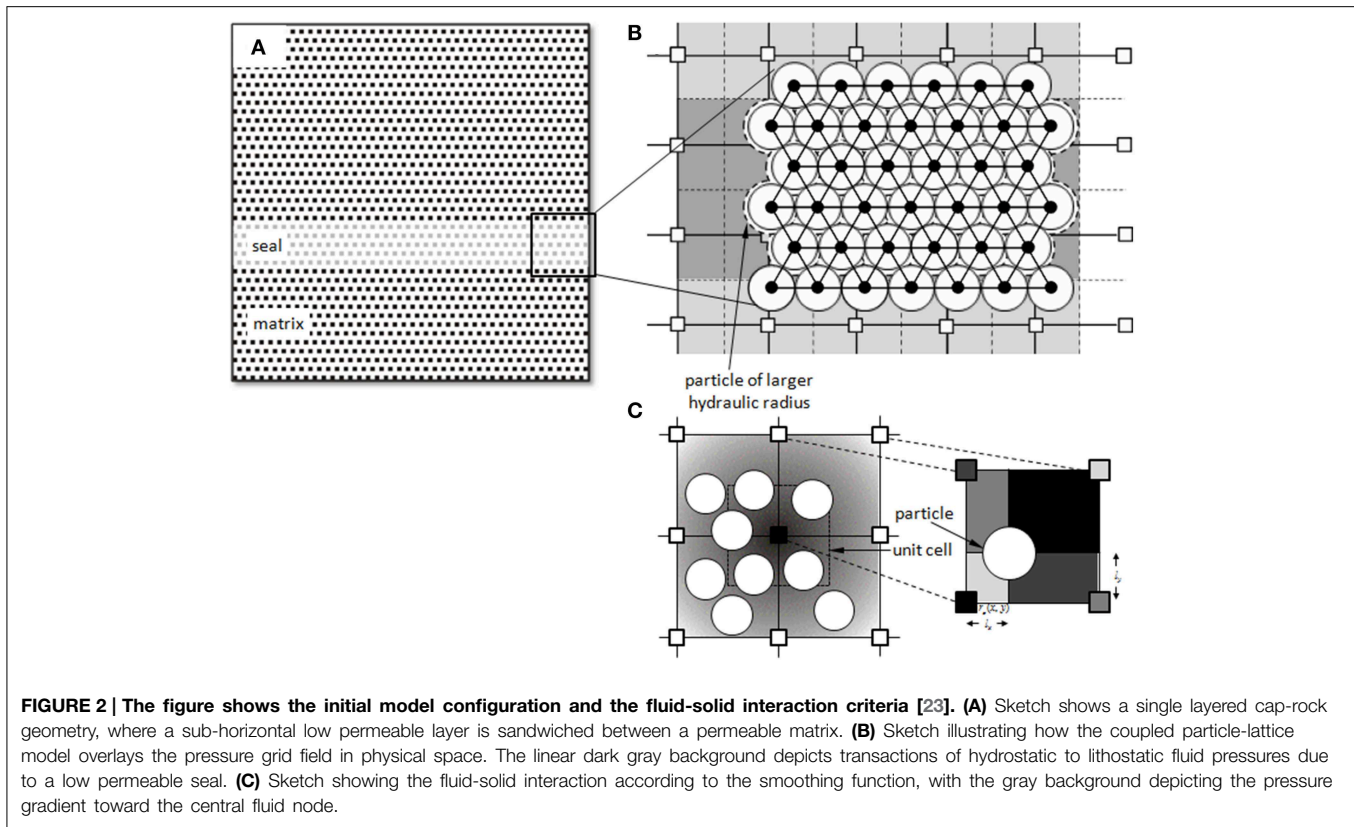 A
B
seal
matrix
particle of larger
hydraulic radius
C
particle
unit cell
FIGURE 2 | The figure shows the initial model configuration and the fluid-solid interaction criteria [23]. (A) Sketch shows a single layered cap-rock
geometry, where a sub-horizontal low permeable layer is sandwiched between a permeable matrix. (B) Sketch illustrating how the coupled particle-lattice
model overlays the pressure grid field in physical space. The linear dark gray background depicts transactions of hydrostatic to lithostatic fluid pressures due
to a low permeable seal. (C) Sketch showing the fluid-solid interaction according to the smoothing function, with the gray background depicting the pressure
gradient toward the central fluid node.